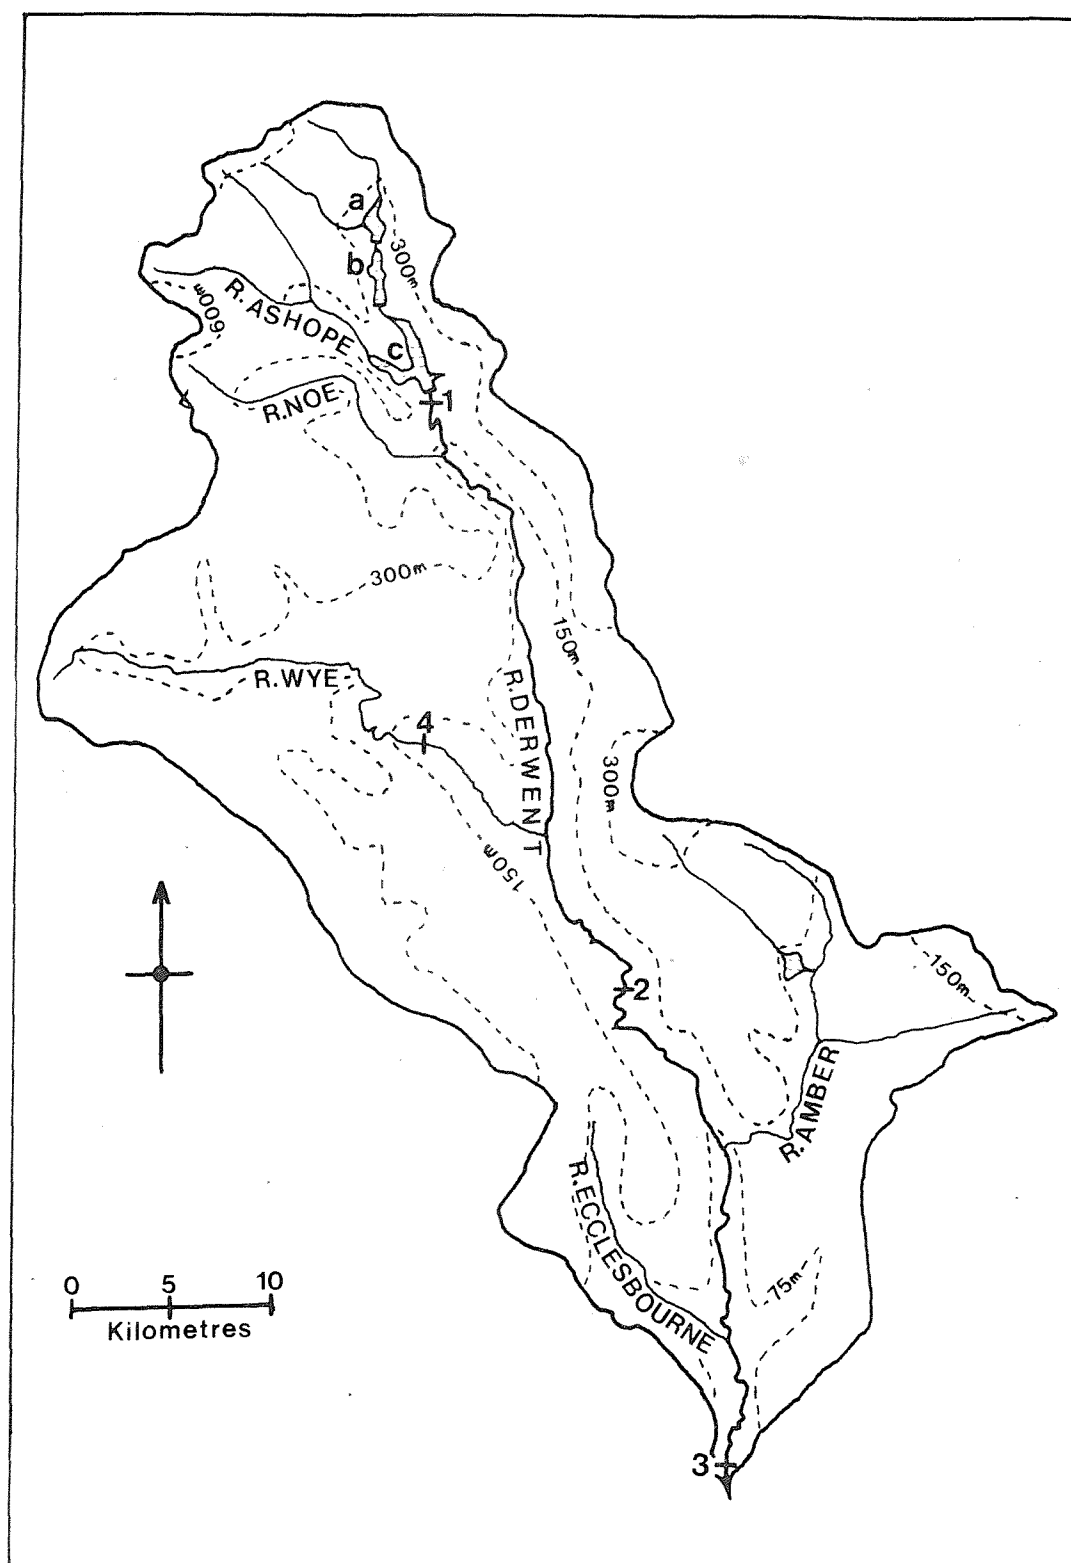 a
300m
b
600m
R. ASHOPE
c
1
R.NOE
300m
150m
R.WYE
R.DERWENT
4
300m
150m
150m
2
R.AMBER
R.ECCLESBOURNE
75m
0 5 10
Kilometres
3